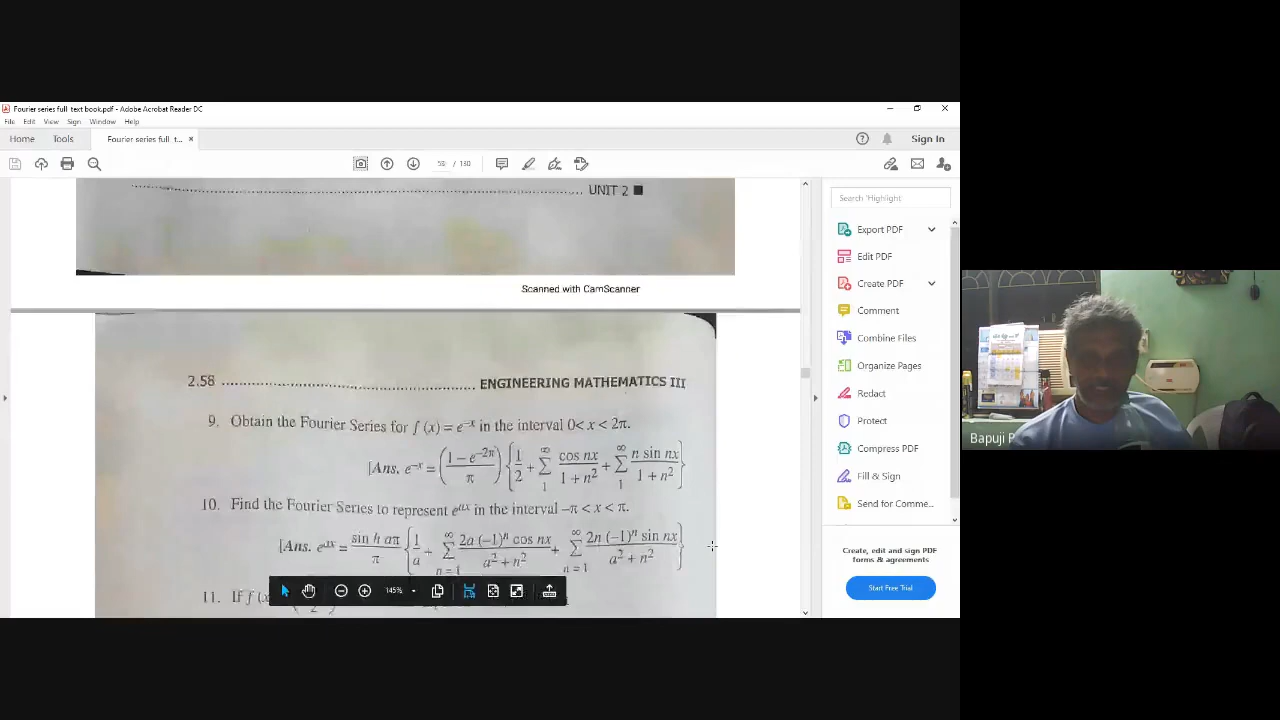 Fourier series full text book.pdf - Adobe Acrobat Reader DC
File Edit View Sign Window Help
Home Tools Fourier series full t... × Sign In
53 / 130
UNIT 2 ■
Scanned with CamScanner
2.58 ENGINEERING MATHEMATICS III
9. Obtain the Fourier Series for f (x) = e^{-x} in the interval 0< x < 2π.
[Ans. e^{-x} = ((1 – e^{-2π})/π) {1/2 + ∑_{1}^{∞} cos nx/(1 + n²) + ∑_{1}^{∞} n sin nx/(1 + n²)}
10. Find the Fourier Series to represent e^{ax} in the interval –π < x < π.
[Ans. e^{ax} = sin h aπ/π {1/a + ∑_{n = 1}^{∞} 2a (–1)^n cos nx/(a² + n²) + ∑_{n = 1}^{∞} 2n (–1)^n sin nx/(a² + n²)}
11. If f (x
145%
Search 'Highlight'
Export PDF
Edit PDF
Create PDF
Comment
Combine Files
Organize Pages
Redact
Protect
Compress PDF
Fill & Sign
Send for Comme...
Create, edit and sign PDF
forms & agreements
Start Free Trial
Bapuji